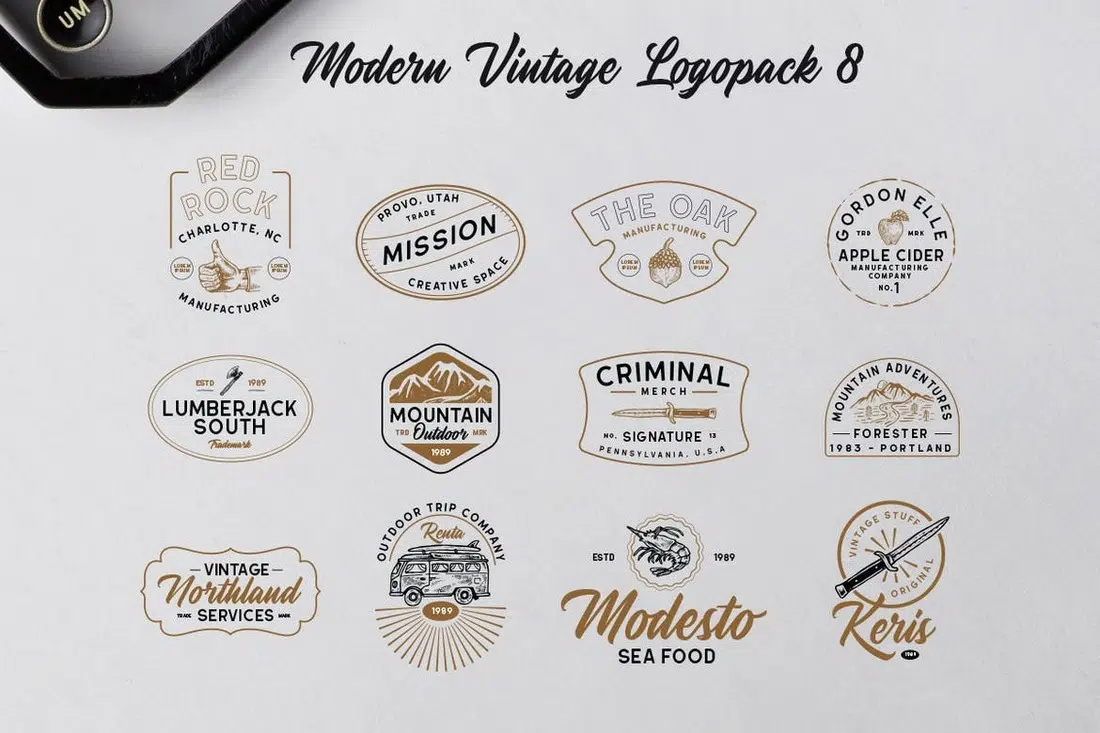 UM
Modern Vintage Logopack 8
RED
ROCK
CHARLOTTE, NC
LOREM
IPSUM
LOREM
IPSUM
MANUFACTURING
PROVO, UTAH
TRADE
MISSION
MARK
CREATIVE SPACE
THE OAK
MANUFACTURING
LOREM
IPSUM
LOREM
IPSUM
GORDON ELLE
TRD MRK
APPLE CIDER
MANUFACTURING
COMPANY
NO. 1
ESTD 1989
LUMBERJACK
SOUTH
Trademark
MOUNTAIN
TRD Outdoor MRK
1989
CRIMINAL
MERCH
NO. SIGNATURE 13
PENNSYLVANIA, U.S.A
MOUNTAIN ADVENTURES
FORESTER
1983 - PORTLAND
VINTAGE
Northland
TRADE SERVICES MARK
OUTDOOR TRIP COMPANY
Renta
1989
ESTD 1989
Modesto
SEA FOOD
VINTAGE STUFF
ORIGINAL
Keris
1984